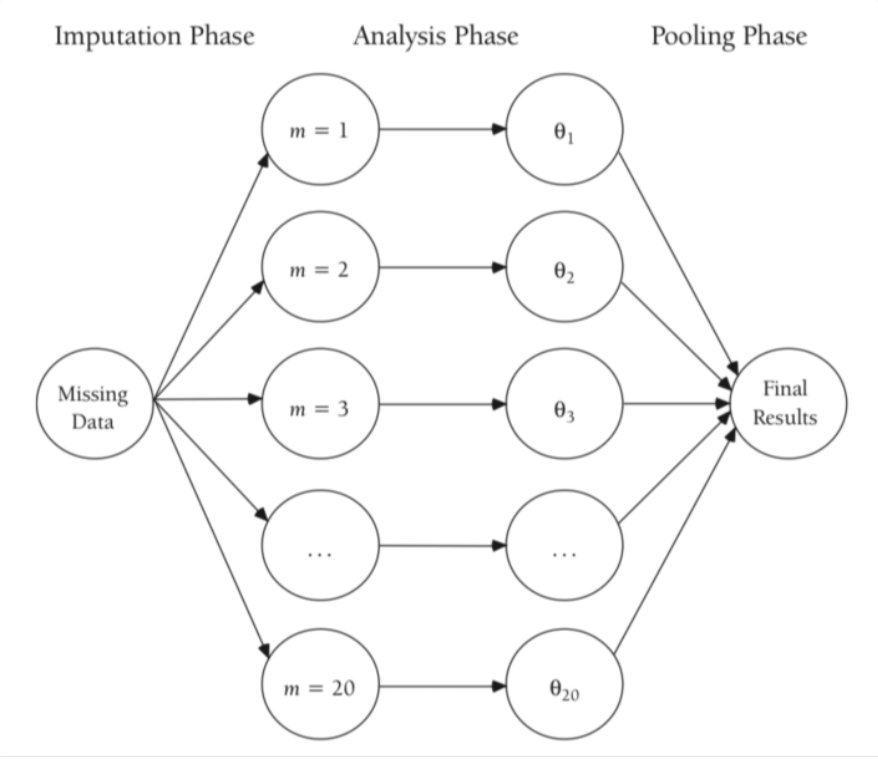 Imputation Phase
Analysis Phase
Pooling Phase
m = 1
θ₁
m = 2
θ₂
Missing
Data
m = 3
θ₃
Final
Results
...
...
m = 20
θ₂₀